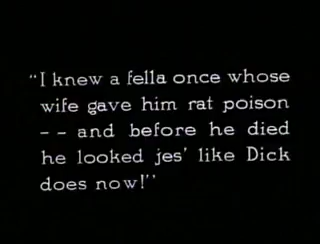 "I knew a fella once whose
wife gave him rat poison
-- and before he died
he looked jes' like Dick
does now!"